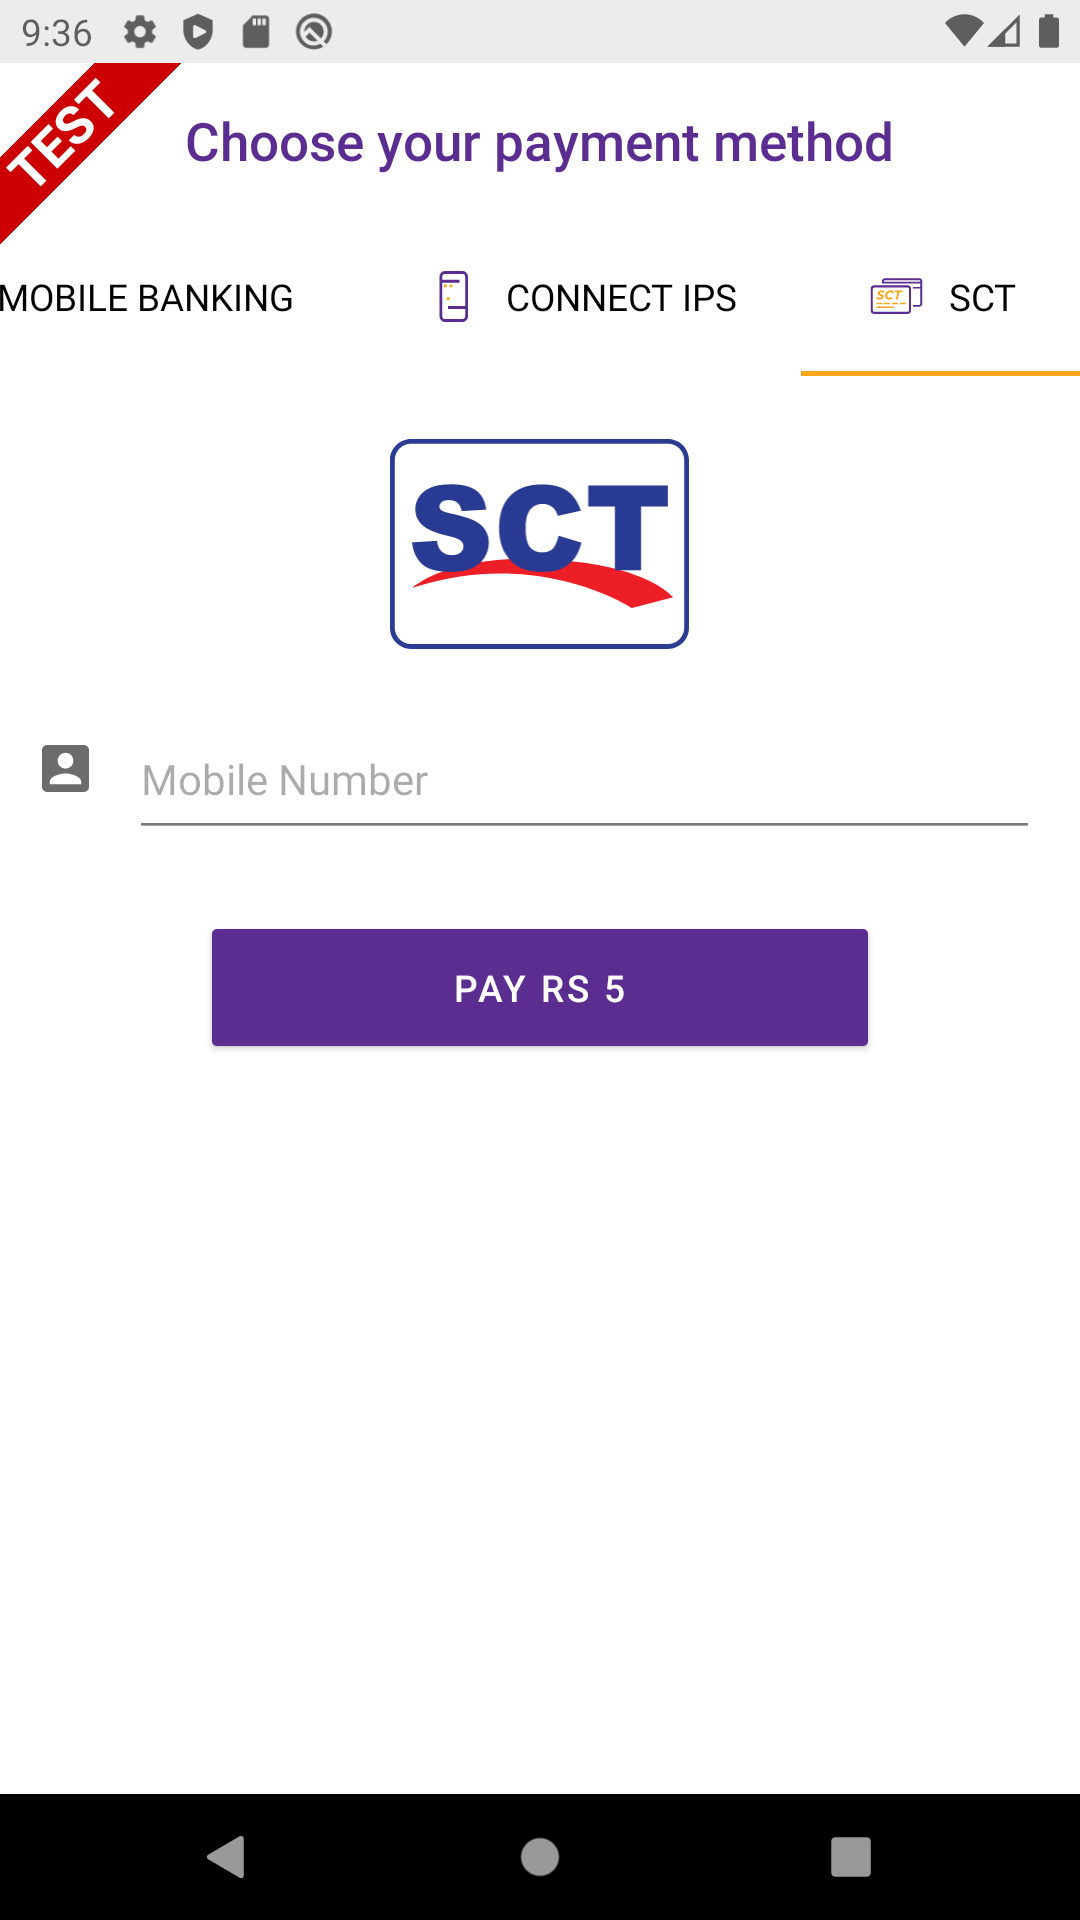 9:36
TEST
Choose your payment method
MOBILE BANKING
CONNECT IPS
SCT
SCT
SCT
Mobile Number
PAY RS 5